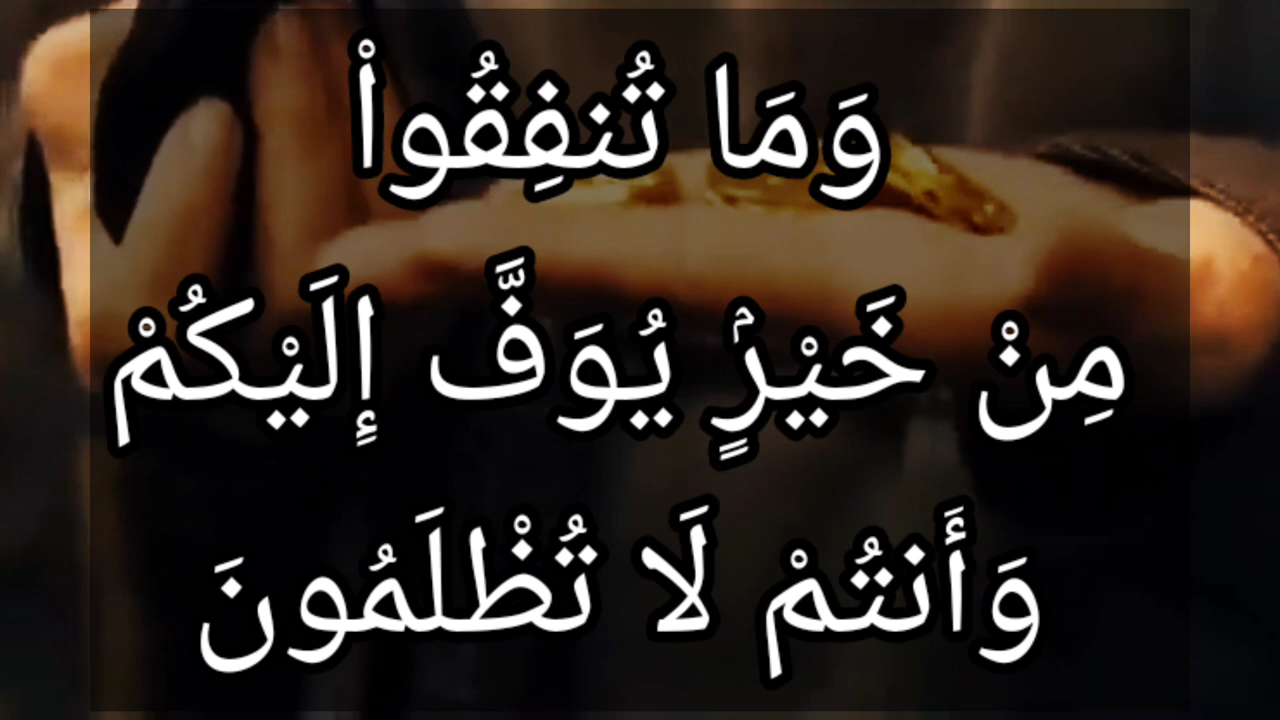 وَمَا تُنفِقُواْ
مِنْ خَيْرٍۢ يُوَفَّ إِلَيْكُمْ
وَأَنتُمْ لَا تُظْلَمُونَ